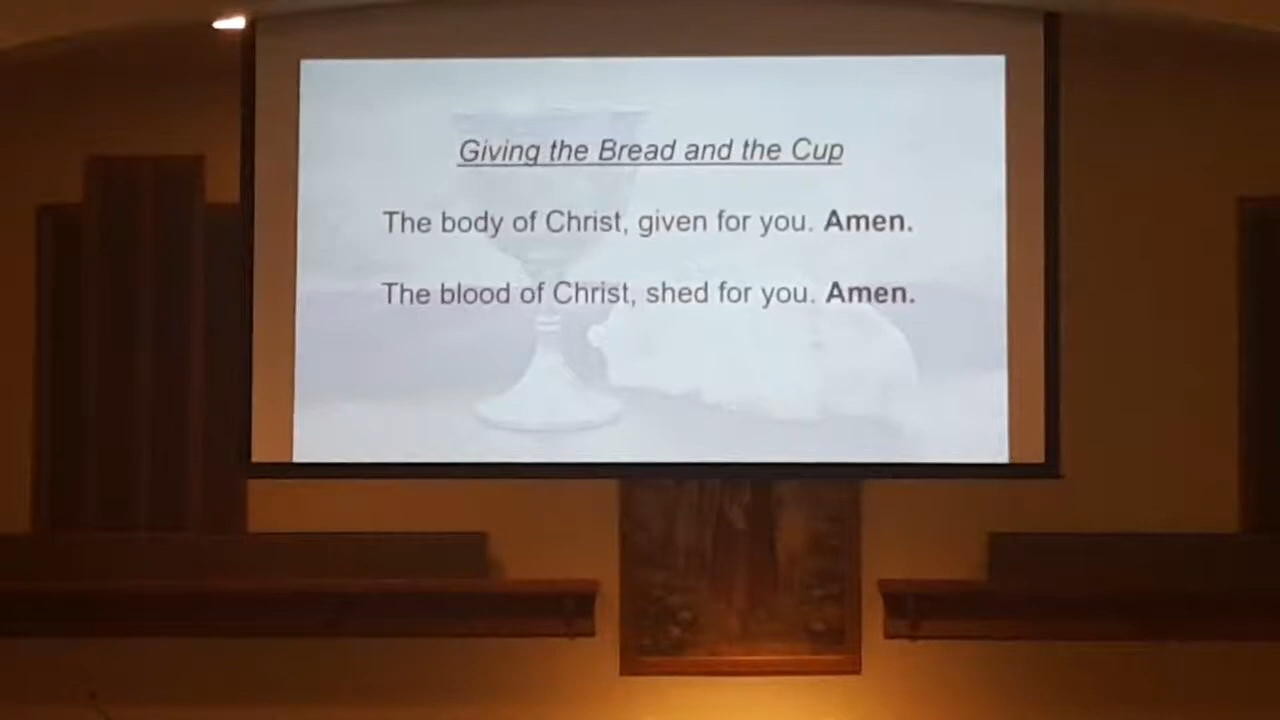 Giving the Bread and the Cup
The body of Christ, given for you. Amen.
The blood of Christ, shed for you. Amen.